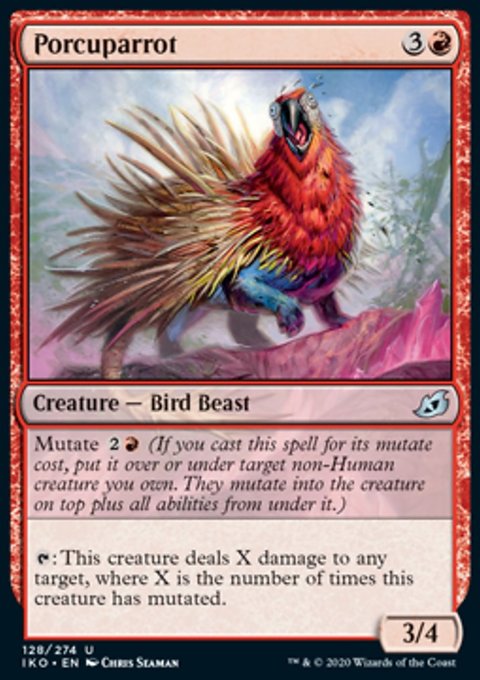 Porcuparrot 3
Creature — Bird Beast
Mutate 2 (If you cast this spell for its mutate
cost, put it over or under target non-Human
creature you own. They mutate into the creature
on top plus all abilities from under it.)
: This creature deals X damage to any
target, where X is the number of times this
creature has mutated.
3/4
128/274 U
IKO • EN Chris Seaman
™ & © 2020 Wizards of the Coast